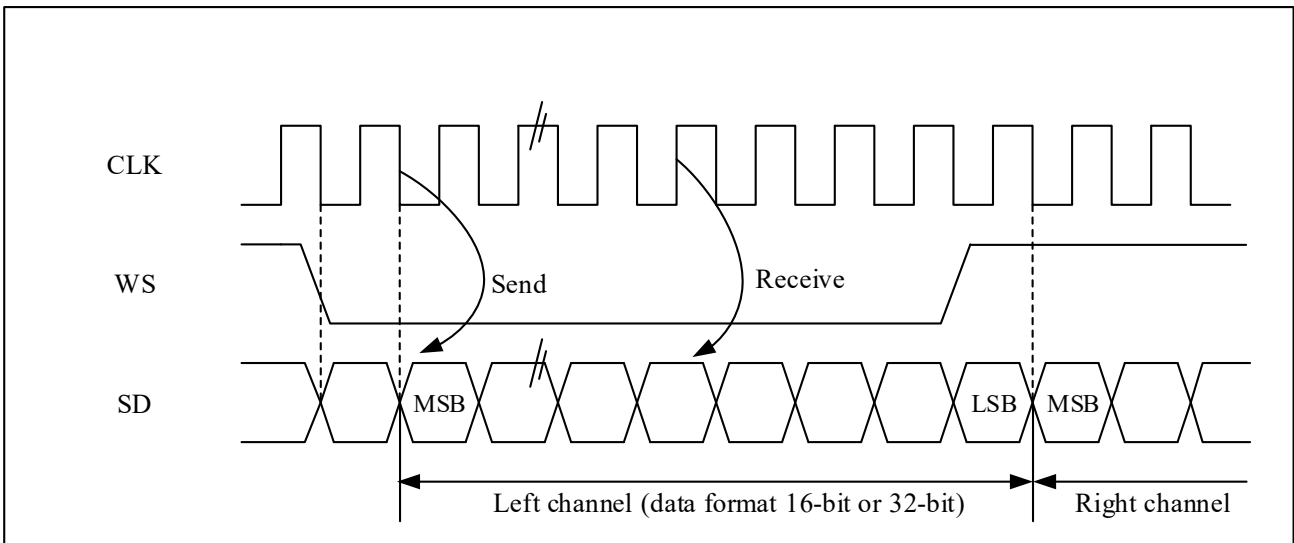 CLK
WS
Send
Receive
SD
MSB
LSB
MSB
Left channel (data format 16-bit or 32-bit)
Right channel